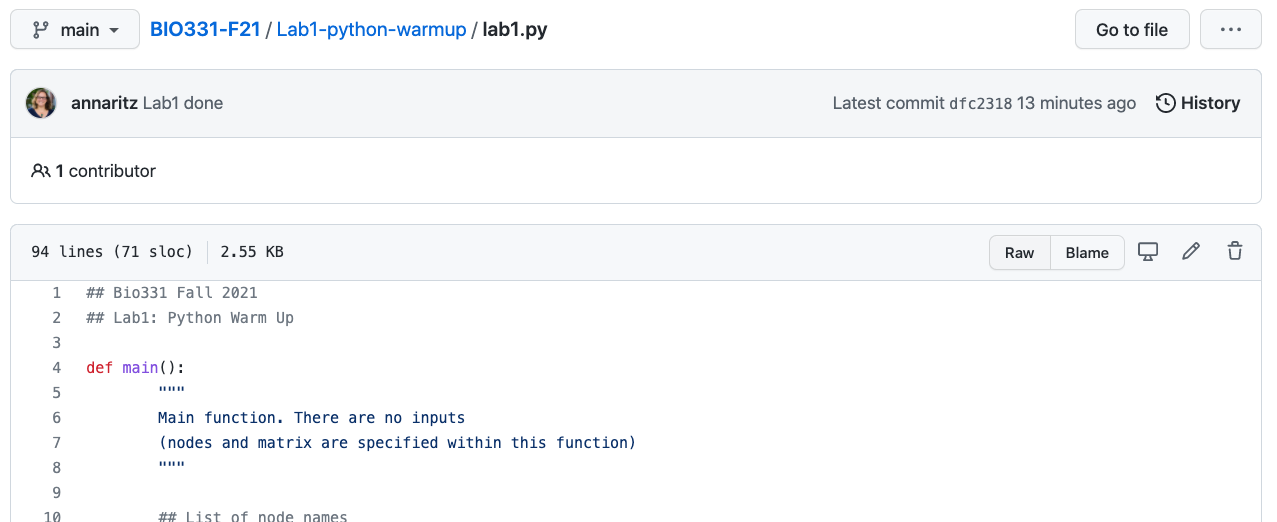 main BIO331-F21 / Lab1-python-warmup / lab1.py Go to file ...
annaritz Lab1 done Latest commit dfc2318 13 minutes ago History
1 contributor
94 lines (71 sloc) 2.55 KB Raw Blame
1 ## Bio331 Fall 2021
2 ## Lab1: Python Warm Up
3
4 def main():
5 """
6 Main function. There are no inputs
7 (nodes and matrix are specified within this function)
8 """
9
10 ## List of node names